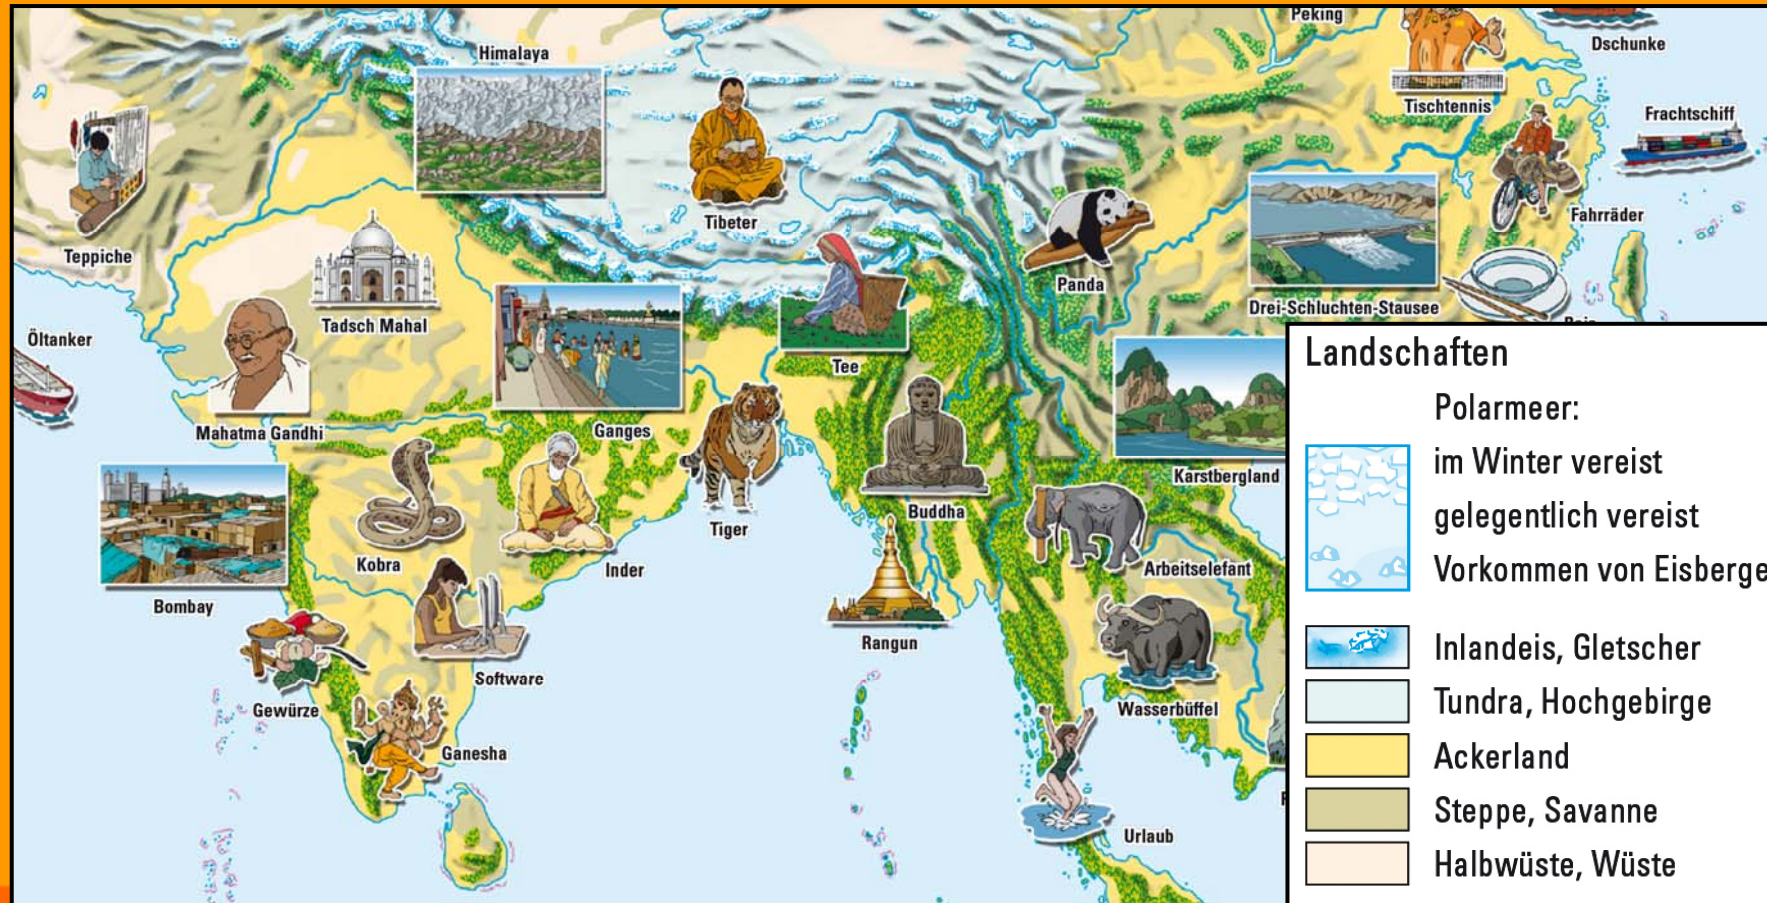 Peking
Dschunke
Himalaya
Tischtennis
Frachtschiff
Tibeter
Fahrräder
Teppiche
Panda
Drei-Schluchten-Stausee
Tadsch Mahal
Öltanker
Tee
Mahatma Gandhi
Ganges
Karstbergland
Tiger
Buddha
Kobra
Inder
Arbeitselefant
Bombay
Rangun
Software
Gewürze
Wasserbüffel
Ganesha
Urlaub
Landschaften
Polarmeer:
im Winter vereist
gelegentlich vereist
Vorkommen von Eisberge
Inlandeis, Gletscher
Tundra, Hochgebirge
Ackerland
Steppe, Savanne
Halbwüste, Wüste